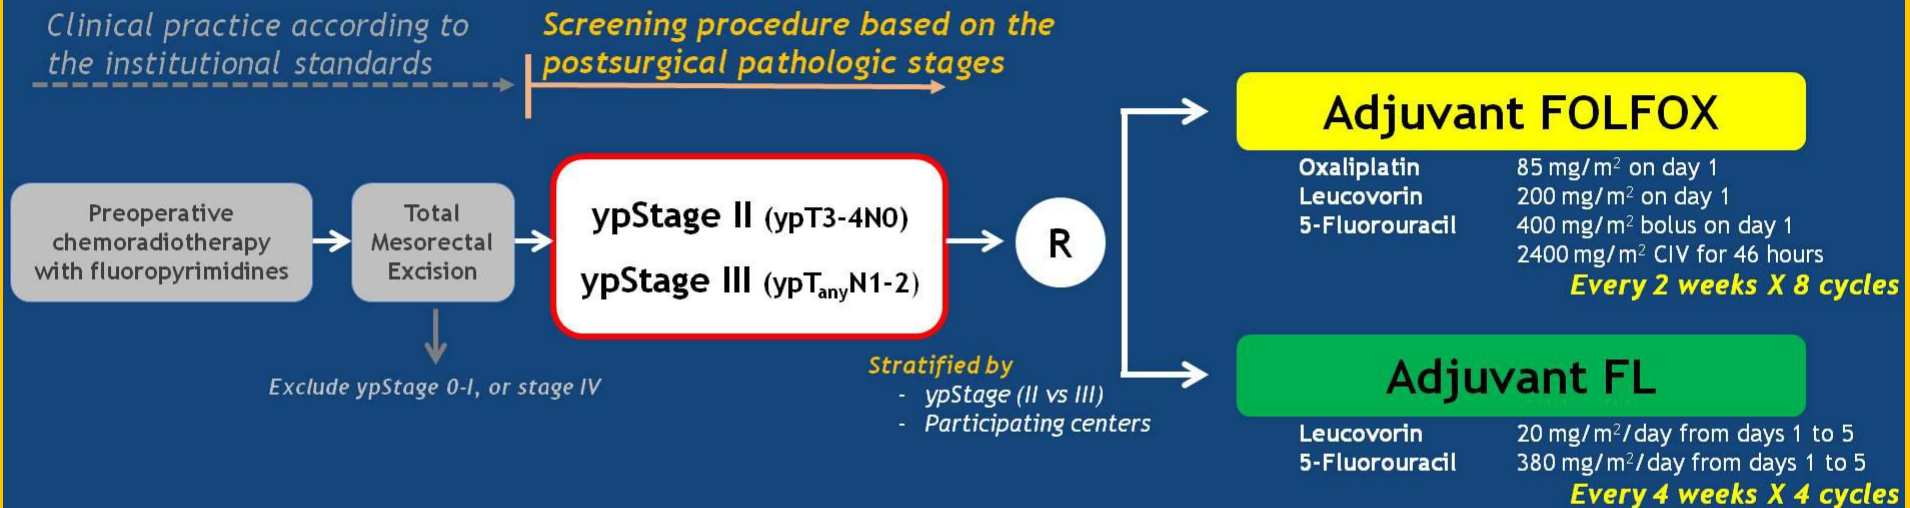 Clinical practice according to
the institutional standards
Screening procedure based on the
postsurgical pathologic stages
Preoperative
chemoradiotherapy
with fluoropyrimidines
Total
Mesorectal
Excision
Exclude ypStage 0-I, or stage IV
ypStage II (ypT3-4N0)
ypStage III (ypTanyN1-2)
R
Stratified by
- ypStage (II vs III)
- Participating centers
Adjuvant FOLFOX
Oxaliplatin 85 mg/m² on day 1
Leucovorin 200 mg/m² on day 1
5-Fluorouracil 400 mg/m² bolus on day 1
2400 mg/m² CIV for 46 hours
Every 2 weeks X 8 cycles
Adjuvant FL
Leucovorin 20 mg/m²/day from days 1 to 5
5-Fluorouracil 380 mg/m²/day from days 1 to 5
Every 4 weeks X 4 cycles